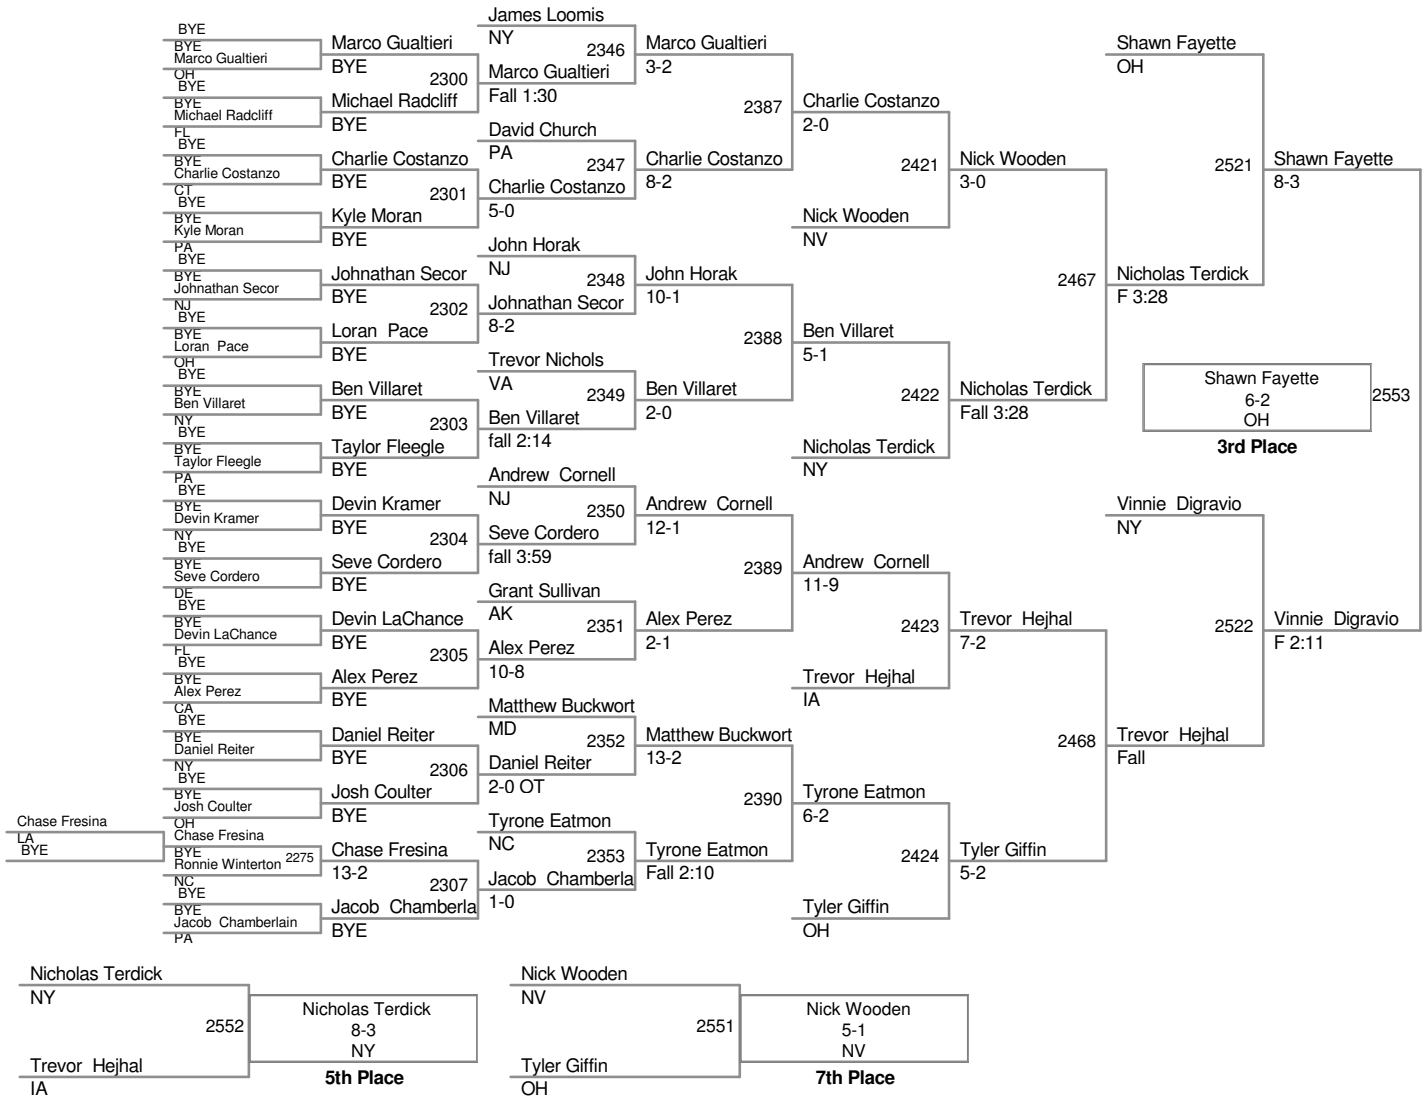 Chase Fresina
LA
BYE
BYE
BYE
Marco Gualtieri
OH
BYE
BYE
Michael Radcliff
FL
BYE
BYE
Charlie Costanzo
CT
BYE
BYE
Kyle Moran
PA
BYE
BYE
Johnathan Secor
NJ
BYE
BYE
Loran Pace
OH
BYE
BYE
Ben Villaret
NY
BYE
BYE
Taylor Fleegle
PA
BYE
BYE
Devin Kramer
NY
BYE
BYE
Seve Cordero
DE
BYE
BYE
Devin LaChance
FL
BYE
BYE
Alex Perez
CA
BYE
BYE
Daniel Reiter
NY
BYE
BYE
Josh Coulter
OH
Chase Fresina
BYE
Ronnie Winterton 2275
NC
BYE
BYE
Jacob Chamberlain
PA
Marco Gualtieri
BYE
2300
Michael Radcliff
BYE
Charlie Costanzo
BYE
2301
Kyle Moran
BYE
Johnathan Secor
BYE
2302
Loran Pace
BYE
Ben Villaret
BYE
2303
Taylor Fleegle
BYE
Devin Kramer
BYE
2304
Seve Cordero
BYE
Devin LaChance
BYE
2305
Alex Perez
BYE
Daniel Reiter
BYE
2306
Josh Coulter
BYE
Chase Fresina
13-2
2307
Jacob Chamberla
BYE
James Loomis
NY
2346
Marco Gualtieri
Fall 1:30
David Church
PA
2347
Charlie Costanzo
5-0
John Horak
NJ
2348
Johnathan Secor
8-2
Trevor Nichols
VA
2349
Ben Villaret
fall 2:14
Andrew Cornell
NJ
2350
Seve Cordero
fall 3:59
Grant Sullivan
AK
2351
Alex Perez
10-8
Matthew Buckwort
MD
2352
Daniel Reiter
2-0 OT
Tyrone Eatmon
NC
2353
Jacob Chamberla
1-0
Marco Gualtieri
3-2
2387
Charlie Costanzo
8-2
John Horak
10-1
2388
Ben Villaret
2-0
Andrew Cornell
12-1
2389
Alex Perez
2-1
Matthew Buckwort
13-2
2390
Tyrone Eatmon
Fall 2:10
Charlie Costanzo
2-0
2421
Nick Wooden
NV
Ben Villaret
5-1
2422
Nicholas Terdick
NY
Andrew Cornell
11-9
2423
Trevor Hejhal
IA
Tyrone Eatmon
6-2
2424
Tyler Giffin
OH
Nick Wooden
3-0
2467
Nicholas Terdick
Fall 3:28
Trevor Hejhal
7-2
2468
Tyler Giffin
5-2
Shawn Fayette
OH
2521
Nicholas Terdick
F 3:28
Vinnie Digravio
NY
2522
Trevor Hejhal
Fall
Shawn Fayette
8-3
Vinnie Digravio
F 2:11
Shawn Fayette
6-2
OH
2553
3rd Place
Nicholas Terdick
NY
2552
Trevor Hejhal
IA
Nicholas Terdick
8-3
NY
5th Place
Nick Wooden
NV
2551
Tyler Giffin
OH
Nick Wooden
5-1
NV
7th Place